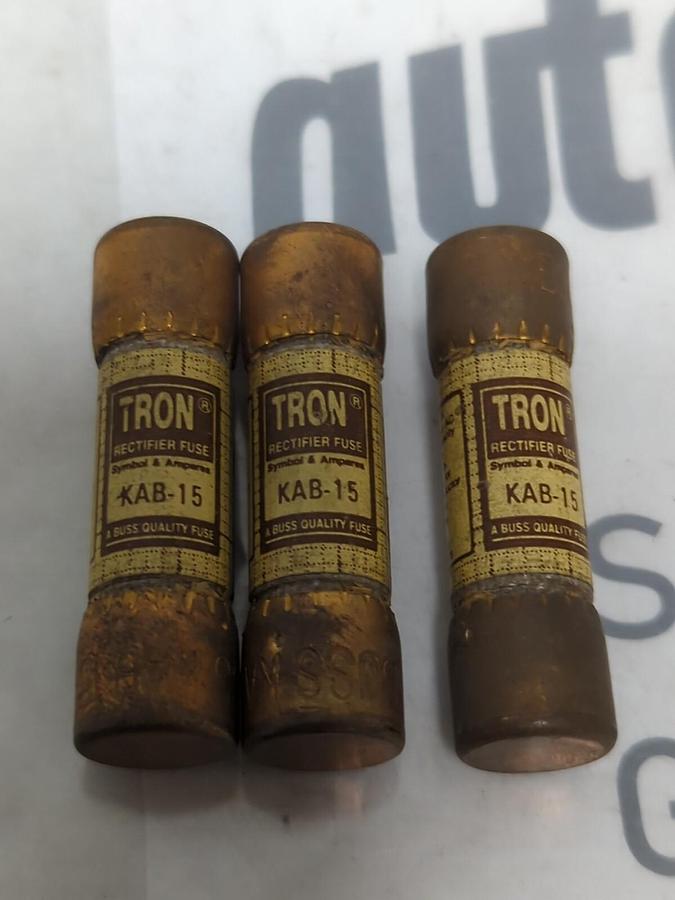 aut
TRON®
RECTIFIER FUSE
Symbol & Amperes
KAB-15
A BUSS QUALITY FUSE
TRON®
RECTIFIER FUSE
Symbol & Amperes
KAB-15
A BUSS QUALITY FUSE
TRON®
RECTIFIER FUSE
Symbol & Amperes
KAB-15
A BUSS QUALITY FUSE
S
G